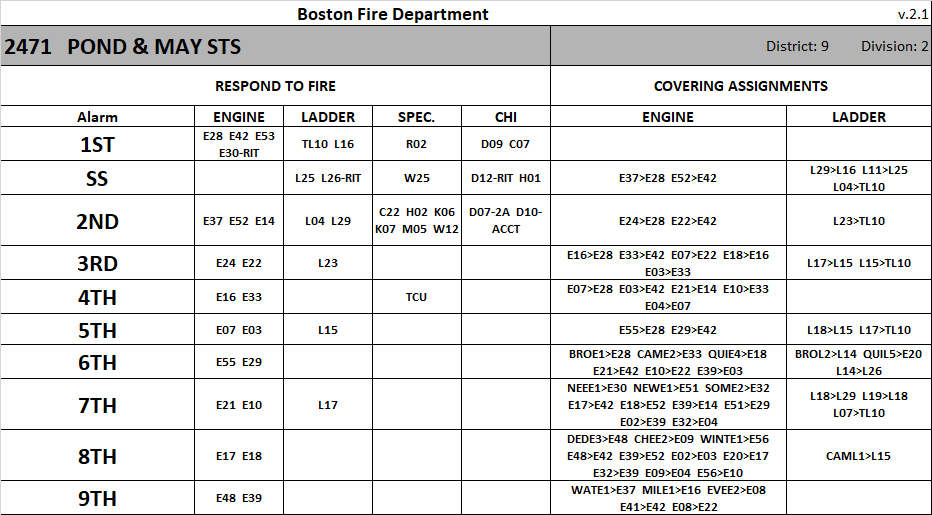 Boston Fire Department v.2.1
2471 POND & MAY STS District: 9 Division: 2
RESPOND TO FIRE COVERING ASSIGNMENTS
Alarm ENGINE LADDER SPEC. CHI ENGINE LADDER
1ST
E28 E42 E53
E30-RIT
TL10 L16
R02
D09 C07
SS
L25 L26-RIT
W25
D12-RIT H01
E37>E28 E52>E42
L29>L16 L11>L25
L04>TL10
2ND
E37 E52 E14
L04 L29
C22 H02 K06
K07 M05 W12
D07-2A D10-
ACCT
E24>E28 E22>E42
L23>TL10
3RD
E24 E22
L23
E16>E28 E33>E42 E07>E22 E18>E16
E03>E33
L17>L15 L15>TL10
4TH
E16 E33
TCU
E07>E28 E03>E42 E21>E14 E10>E33
E04>E07
5TH
E07 E03
L15
E55>E28 E29>E42
L18>L15 L17>TL10
6TH
E55 E29
BROE1>E28 CAME2>E33 QUIE4>E18
E21>E42 E10>E22 E39>E03
BROL2>L14 QUIL5>E20
L14>L26
7TH
E21 E10
L17
NEEE1>E30 NEWE1>E51 SOME2>E32
E17>E42 E18>E52 E39>E14 E51>E29
E02>E39 E32>E04
L18>L29 L19>L18
L07>TL10
8TH
E17 E18
DEDE3>E48 CHEE2>E09 WINTE1>E56
E48>E42 E39>E52 E02>E03 E20>E17
E32>E39 E09>E04 E56>E10
CAML1>L15
9TH
E48 E39
WATE1>E37 MILE1>E16 EVEE2>E08
E41>E42 E08>E22